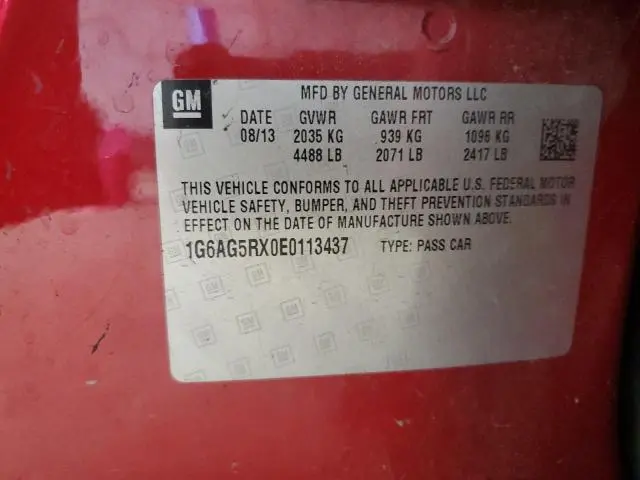 GM
MFD BY GENERAL MOTORS LLC
DATE GVWR GAWR FRT GAWR RR
08/13 2035 KG 939 KG 1096 KG
4488 LB 2071 LB 2417 LB
THIS VEHICLE CONFORMS TO ALL APPLICABLE U.S. FEDERAL MOTOR
VEHICLE SAFETY, BUMPER, AND THEFT PREVENTION STANDARDS IN
EFFECT ON THE DATE OF MANUFACTURE SHOWN ABOVE.
1G6AG5RX0E0113437 TYPE: PASS CAR